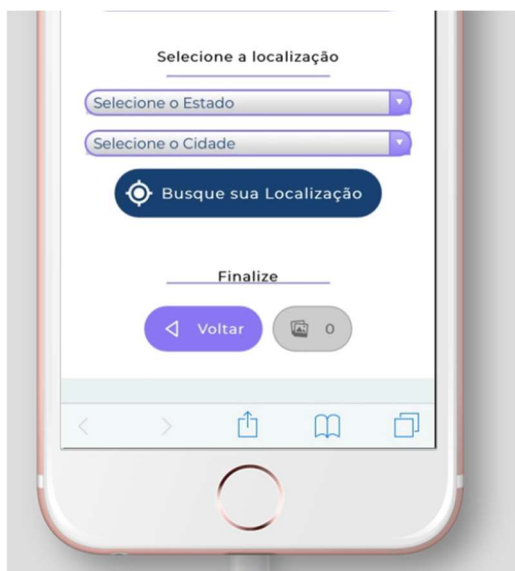 Selecione a localização
Selecione o Estado
Selecione o Cidade
Busque sua Localização
Finalize
Voltar
0